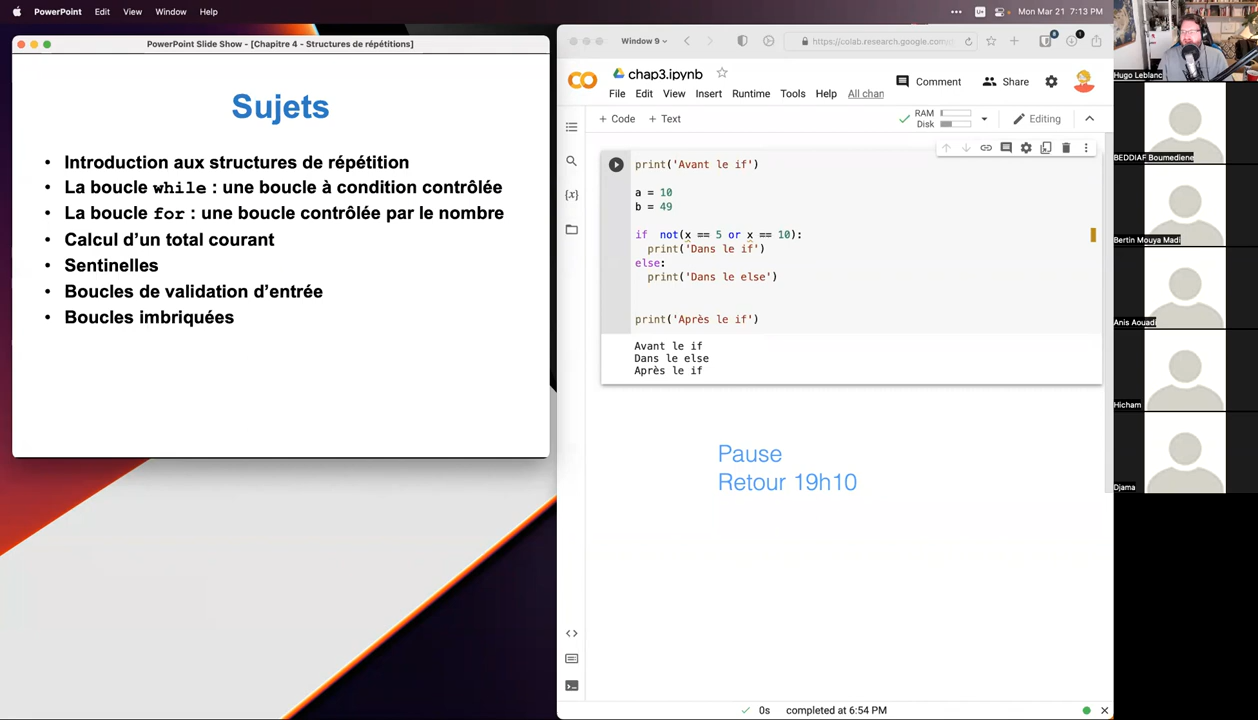 PowerPoint Edit View Window Help
Mon Mar 21 7:13 PM
PowerPoint Slide Show - [Chapitre 4 - Structures de répétitions]
Sujets
• Introduction aux structures de répétition
• La boucle while : une boucle à condition contrôlée
• La boucle for : une boucle contrôlée par le nombre
• Calcul d’un total courant
• Sentinelles
• Boucles de validation d’entrée
• Boucles imbriquées
Window 9
https://colab.research.google.com
chap3.ipynb
Comment
Share
File Edit View Insert Runtime Tools Help All chan
+ Code + Text
RAM
Disk
Editing
print('Avant le if')
a = 10
b = 49
if not(x == 5 or x == 10):
print('Dans le if')
else:
print('Dans le else')
print('Après le if')
Avant le if
Dans le else
Après le if
Pause
Retour 19h10
0s completed at 6:54 PM
Hugo Leblanc
BEDDIAF Boumediene
Bertin Mouya Madi
Anis Aouadi
Hicham
Djama